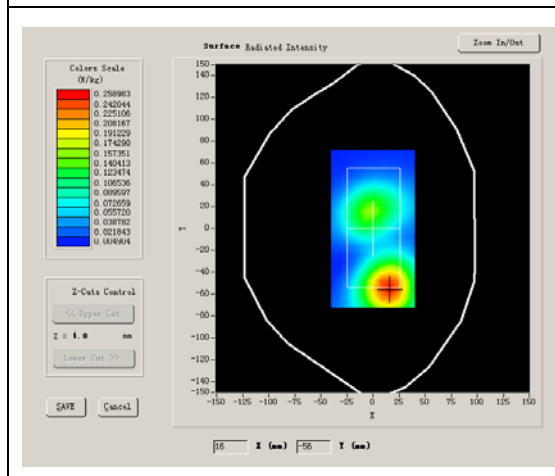 Surface Radiated Intensity
Zoom In/Out
Colors Scale
(W/kg)
0.258983
0.242044
0.225106
0.208167
0.191229
0.174290
0.157351
0.140413
0.123474
0.106536
0.089597
0.072659
0.055720
0.038782
0.021843
0.004904
Z-Cuts Control
<< Upper Cut
Z = 4.0 mm
Lower Cut >>
SAVE
Cancel
150
140
120
100
80
60
40
20
0
-20
-40
-60
-80
-100
-120
-140
-150
Y
-150 -125 -100 -75 -50 -25 0 25 50 75 100 125 150
X
16 X (mm) -56 Y (mm)